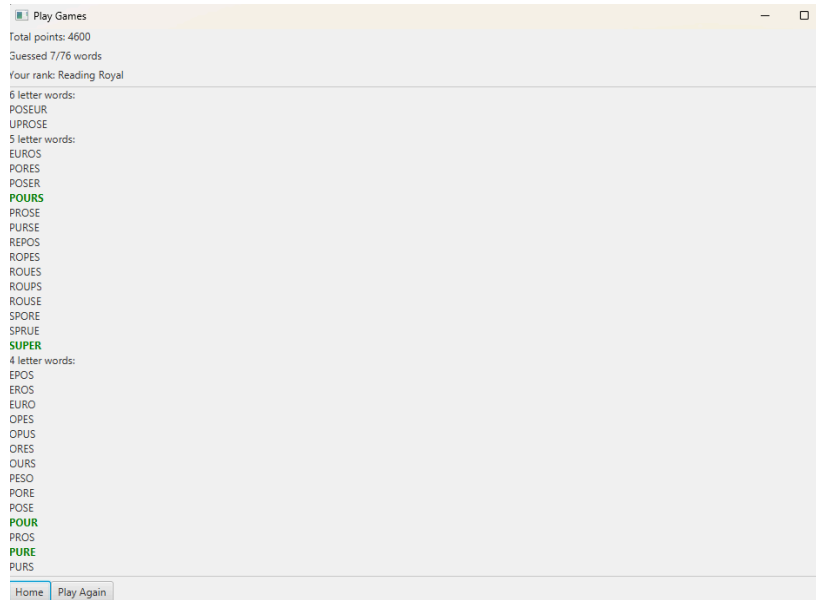 Play Games
Total points: 4600
Guessed 7/76 words
Your rank: Reading Royal
6 letter words:
POSEUR
UPROSE
5 letter words:
EUROS
PORES
POSER
POURS
PROSE
PURSE
REPOS
ROPES
ROUES
ROUPS
ROUSE
SPORE
SPRUE
SUPER
4 letter words:
EPOS
EROS
EURO
OPES
OPUS
ORES
OURS
PESO
PORE
POSE
POUR
PROS
PURE
PURS
Home Play Again